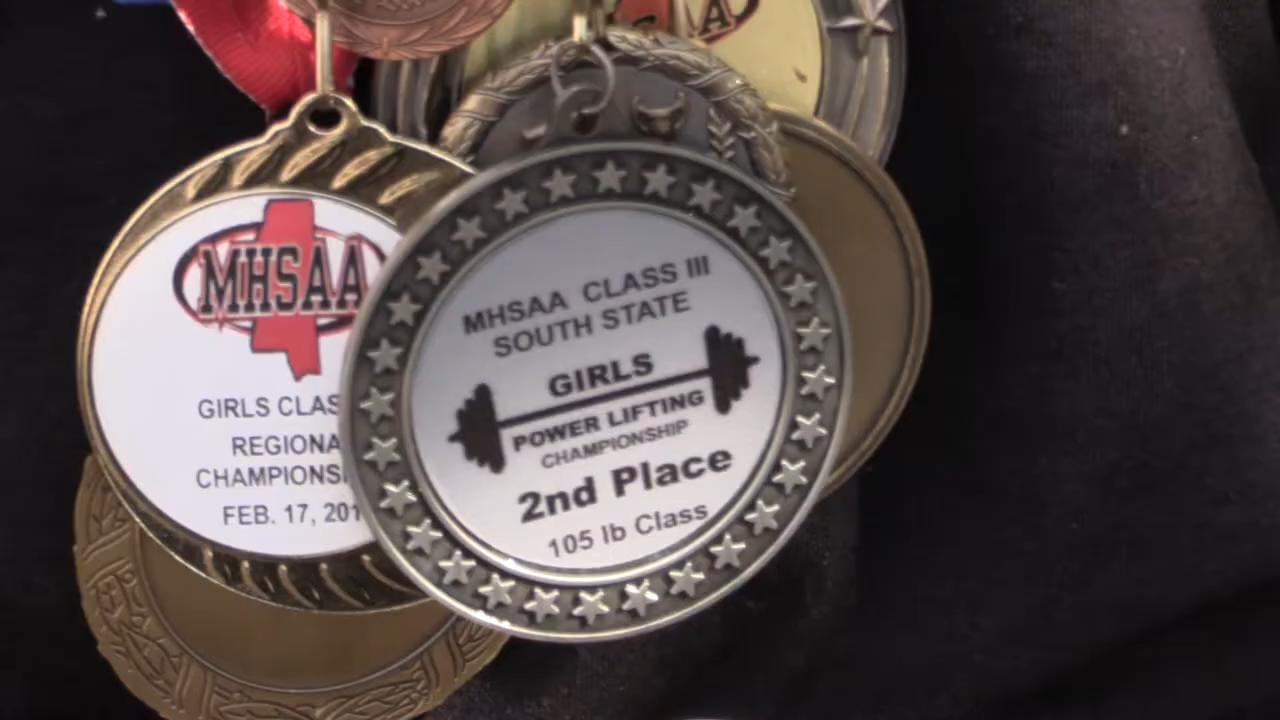 MHSAA
GIRLS CLAS
REGIONA
CHAMPIONS
FEB. 17, 201
MHSAA CLASS III
SOUTH STATE
GIRLS
POWER LIFTING
CHAMPIONSHIP
2nd Place
105 lb Class